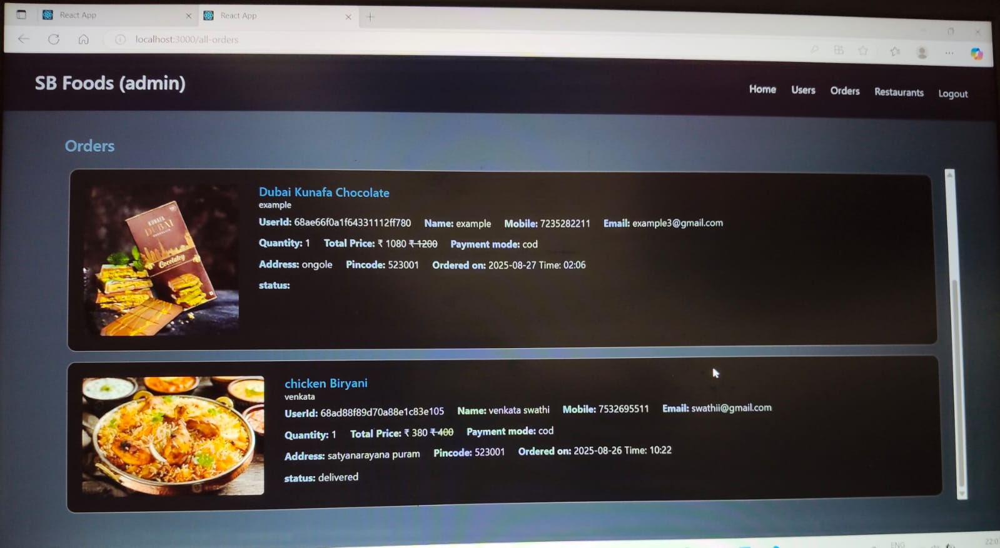 React App
React App
localhost:3000/all-orders
SB Foods (admin)
Home Users Orders Restaurants Logout
Orders
KUNAFA
DUBAI
Cocolatey
Dubai Kunafa Chocolate
example
UserId: 68ae66f0a1f64331112ff780 Name: example Mobile: 7235282211 Email: example3@gmail.com
Quantity: 1 Total Price: ₹ 1080 ₹ 1200 Payment mode: cod
Address: ongole Pincode: 523001 Ordered on: 2025-08-27 Time: 02:06
status:
chicken Biryani
venkata
UserId: 68ad88f89d70a88e1c83e105 Name: venkata swathi Mobile: 7532695511 Email: swathii@gmail.com
Quantity: 1 Total Price: ₹ 380 ₹ 400 Payment mode: cod
Address: satyanarayana puram Pincode: 523001 Ordered on: 2025-08-26 Time: 10:22
status: delivered
ENG